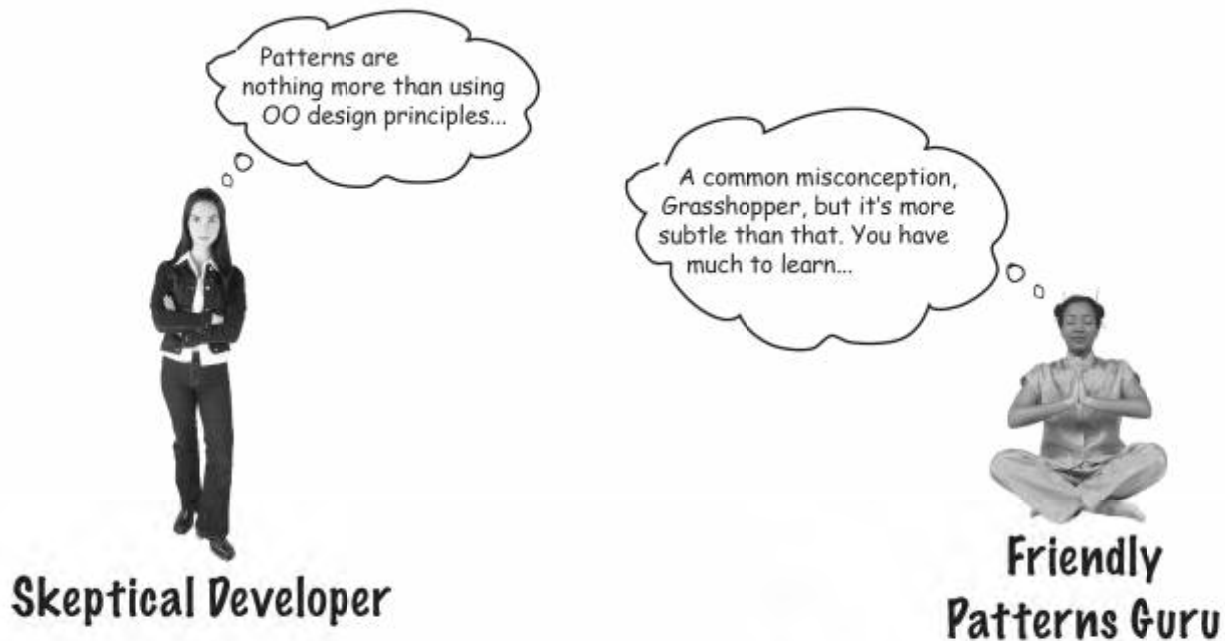 Patterns are
nothing more than using
OO design principles...
A common misconception,
Grasshopper, but it's more
subtle than that. You have
much to learn...
Skeptical Developer
Friendly
Patterns Guru